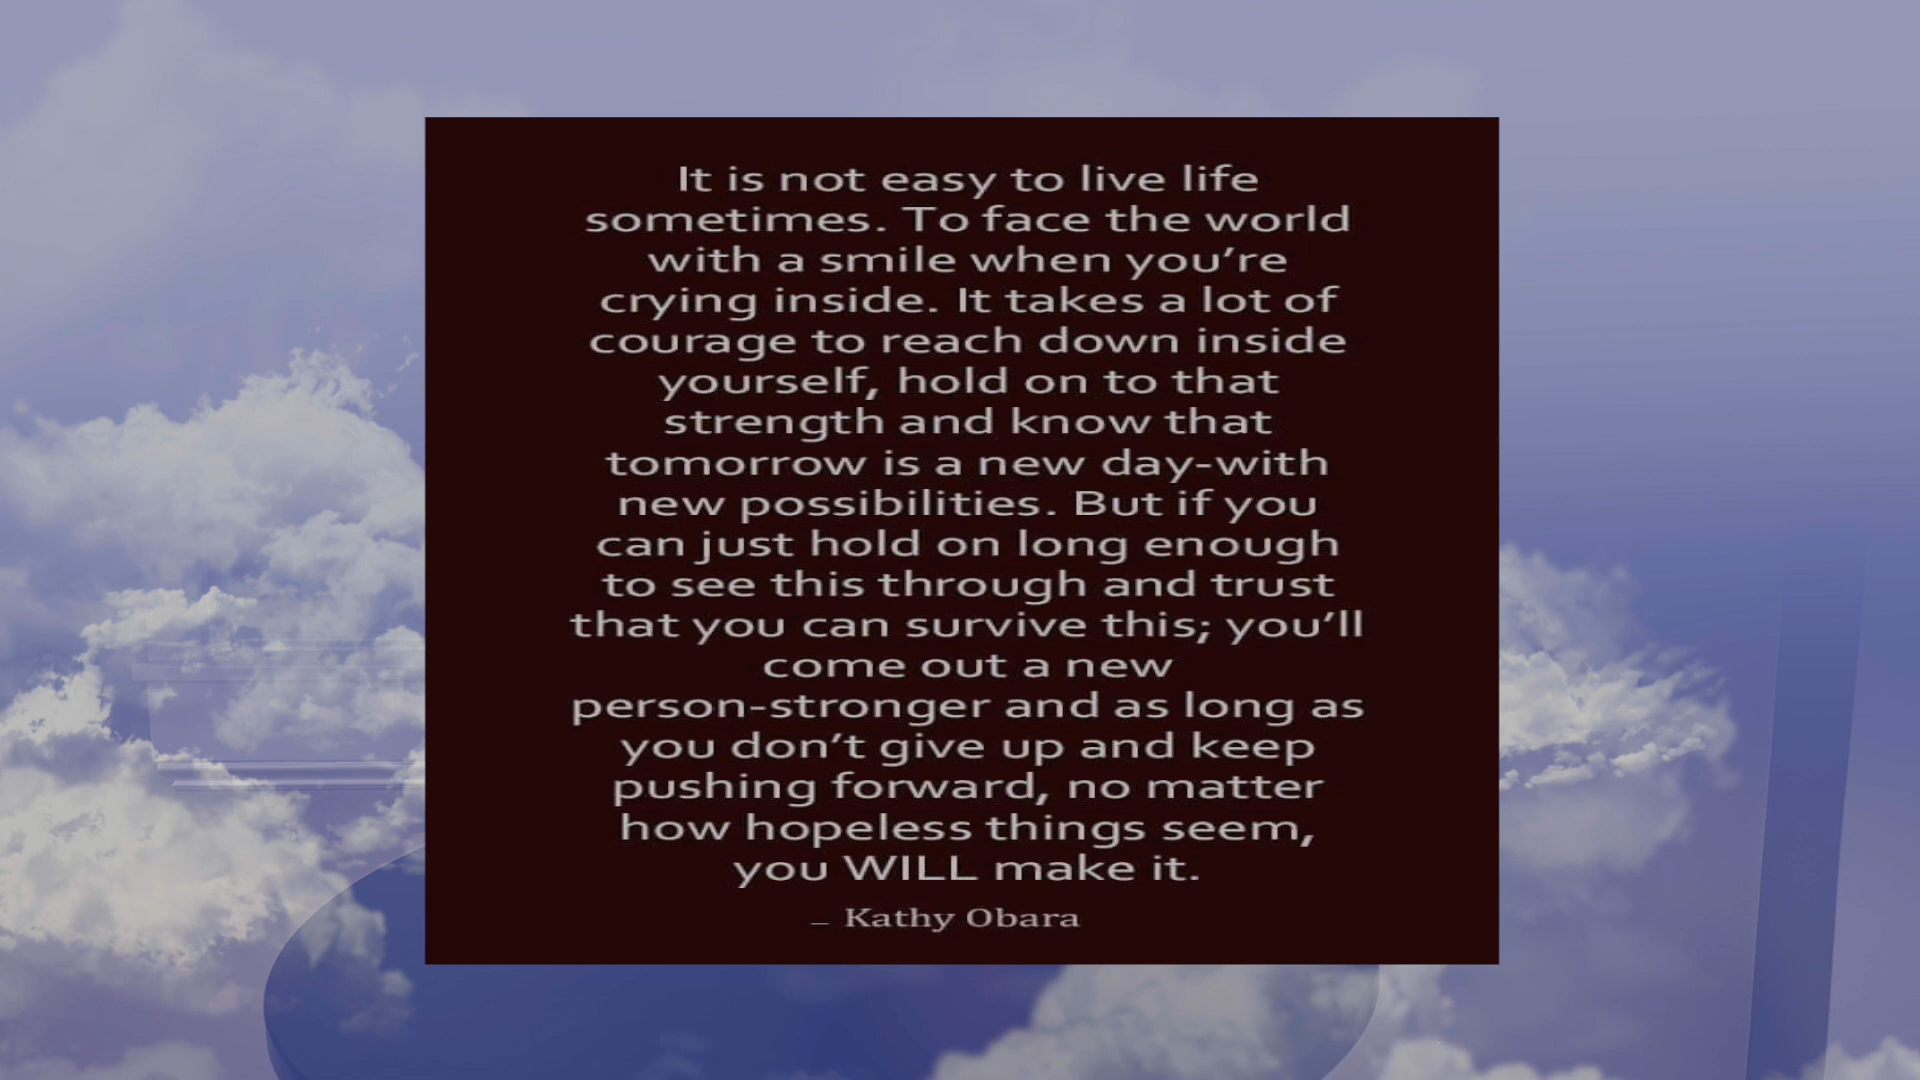 It is not easy to live life
sometimes. To face the world
with a smile when you’re
crying inside. It takes a lot of
courage to reach down inside
yourself, hold on to that
strength and know that
tomorrow is a new day-with
new possibilities. But if you
can just hold on long enough
to see this through and trust
that you can survive this; you’ll
come out a new
person-stronger and as long as
you don’t give up and keep
pushing forward, no matter
how hopeless things seem,
you WILL make it.
– Kathy Obara